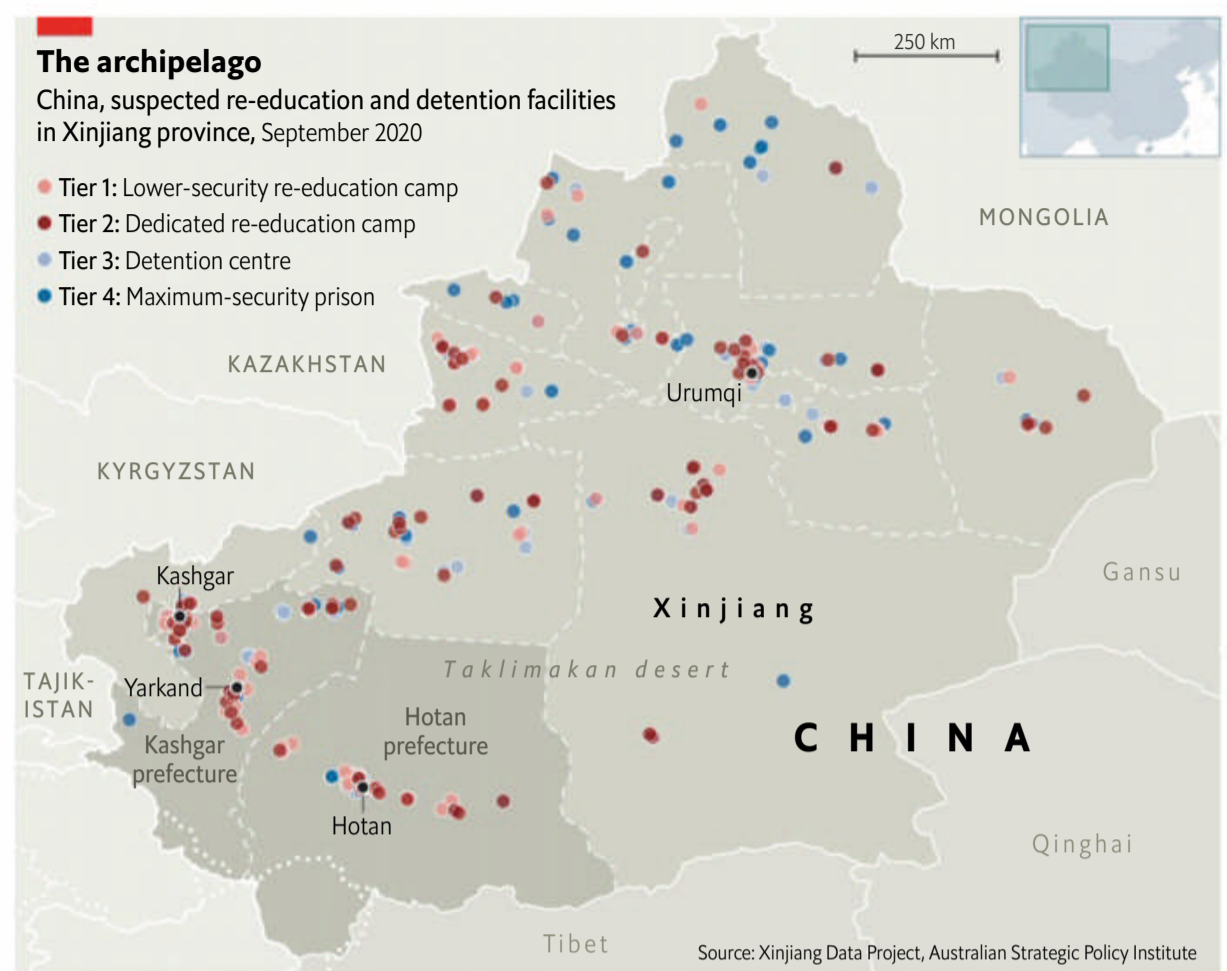 The archipelago
China, suspected re-education and detention facilities
in Xinjiang province, September 2020
Tier 1: Lower-security re-education camp
Tier 2: Dedicated re-education camp
Tier 3: Detention centre
Tier 4: Maximum-security prison
250 km
MONGOLIA
KAZAKHSTAN
Urumqi
KYRGYZSTAN
Kashgar
Gansu
Xinjiang
Taklimakan desert
TAJIK-
ISTAN
Yarkand
Hotan
prefecture
CHINA
Kashgar
prefecture
Hotan
Qinghai
Tibet
Source: Xinjiang Data Project, Australian Strategic Policy Institute